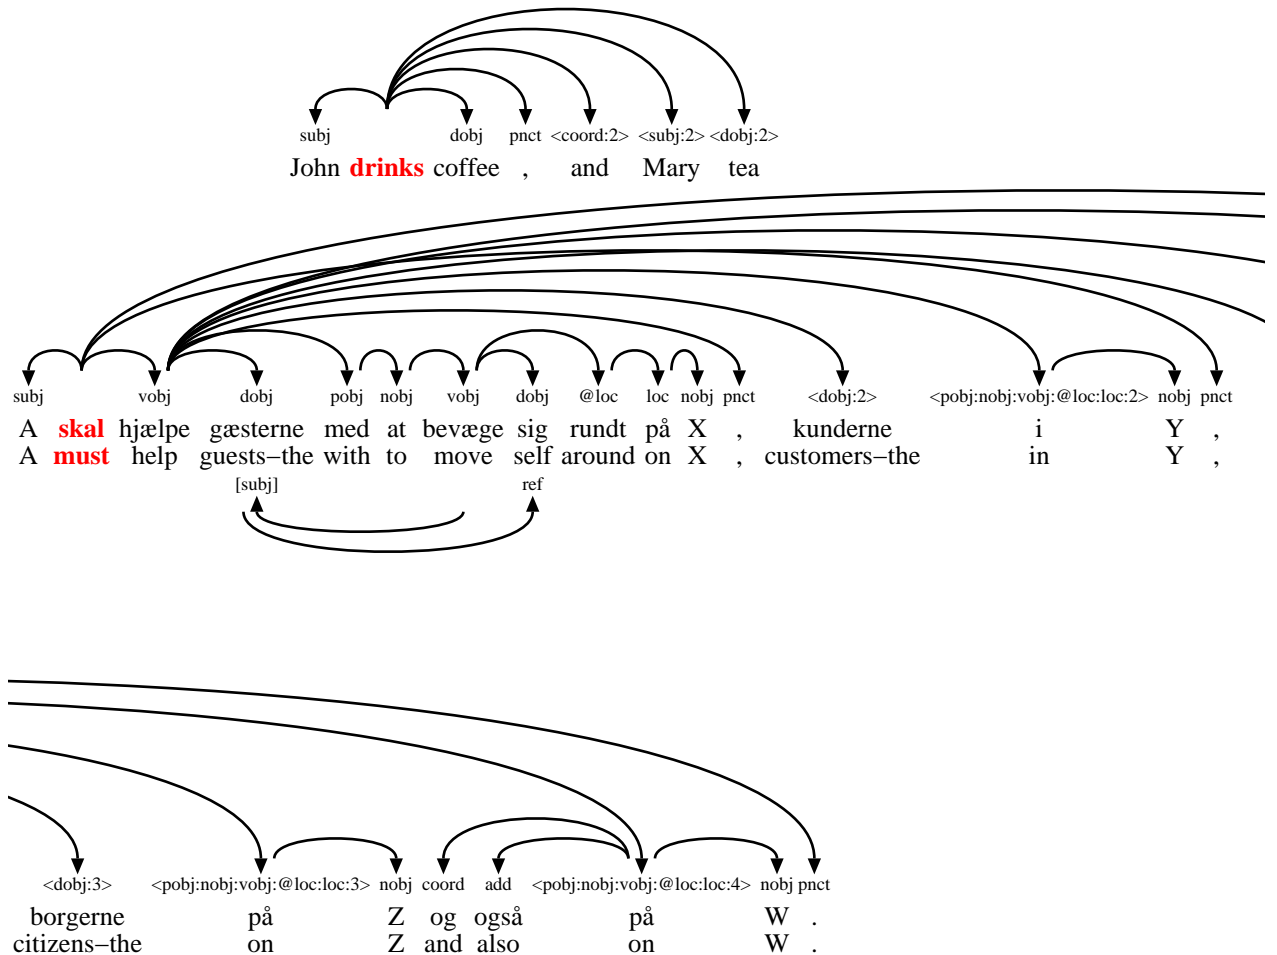 subj dobj pnct <coord:2> <subj:2> <dobj:2>
John drinks coffee , and Mary tea
subj vobj dobj pobj nobj vobj dobj @loc loc nobj pnct <dobj:2> <pobj:nobj:vobj:@loc:loc:2> nobj pnct
A skal hjælpe gæsterne med at bevæge sig rundt på X , kunderne i Y ,
A must help guests−the with to move self around on X , customers−the in Y ,
[subj] ref
<dobj:3> <pobj:nobj:vobj:@loc:loc:3> nobj coord add <pobj:nobj:vobj:@loc:loc:4> nobj pnct
borgerne på Z og også på W .
citizens−the on Z and also on W .